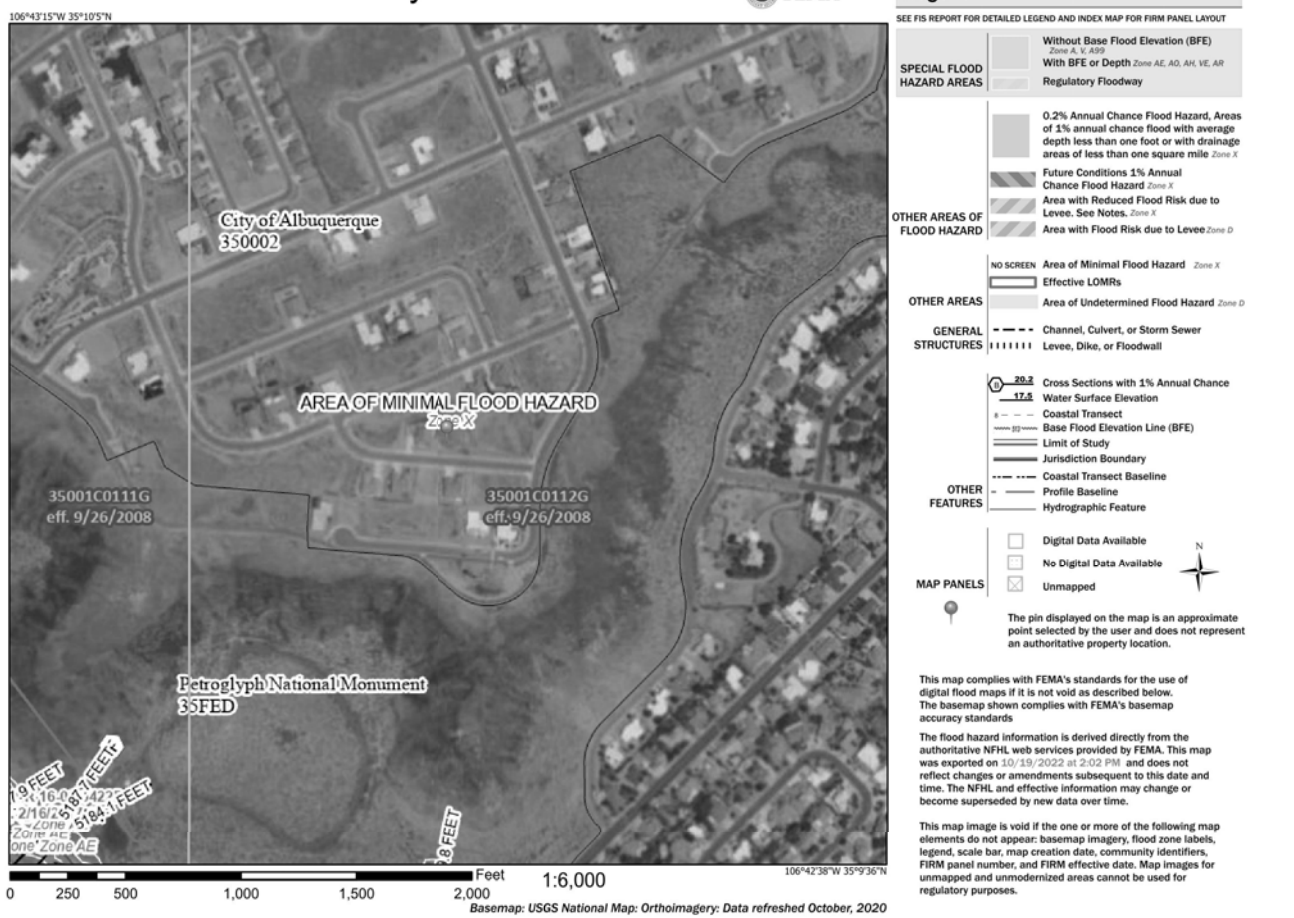 106°43'15"W 35°10'5"N
City of Albuquerque
350002
AREA OF MINIMAL FLOOD HAZARD
Zone X
35001C0111G
eff. 9/26/2008
35001C0112G
eff. 9/26/2008
Petroglyph National Monument
35FED
5187.7 FEET
5184.1 FEET
Zone AE
Zone AE
.8 FEET
106°42'38"W 35°9'36"N
0 250 500 1,000 1,500 2,000 Feet
1:6,000
Basemap: USGS National Map: Orthoimagery: Data refreshed October, 2020
SEE FIS REPORT FOR DETAILED LEGEND AND INDEX MAP FOR FIRM PANEL LAYOUT
SPECIAL FLOOD
HAZARD AREAS
Without Base Flood Elevation (BFE)
Zone A, V, A99
With BFE or Depth Zone AE, AO, AH, VE, AR
Regulatory Floodway
0.2% Annual Chance Flood Hazard, Areas
of 1% annual chance flood with average
depth less than one foot or with drainage
areas of less than one square mile Zone X
Future Conditions 1% Annual
Chance Flood Hazard Zone X
Area with Reduced Flood Risk due to
Levee. See Notes. Zone X
Area with Flood Risk due to Levee Zone D
OTHER AREAS OF
FLOOD HAZARD
NO SCREEN Area of Minimal Flood Hazard Zone X
Effective LOMRs
OTHER AREAS
Area of Undetermined Flood Hazard Zone D
GENERAL
STRUCTURES
Channel, Culvert, or Storm Sewer
Levee, Dike, or Floodwall
B 20.2 Cross Sections with 1% Annual Chance
17.5 Water Surface Elevation
8 Coastal Transect
513 Base Flood Elevation Line (BFE)
Limit of Study
Jurisdiction Boundary
Coastal Transect Baseline
OTHER
FEATURES
Profile Baseline
Hydrographic Feature
Digital Data Available
No Digital Data Available
MAP PANELS
Unmapped
N
The pin displayed on the map is an approximate
point selected by the user and does not represent
an authoritative property location.
This map complies with FEMA's standards for the use of
digital flood maps if it is not void as described below.
The basemap shown complies with FEMA's basemap
accuracy standards
The flood hazard information is derived directly from the
authoritative NFHL web services provided by FEMA. This map
was exported on 10/19/2022 at 2:02 PM and does not
reflect changes or amendments subsequent to this date and
time. The NFHL and effective information may change or
become superseded by new data over time.
This map image is void if the one or more of the following map
elements do not appear: basemap imagery, flood zone labels,
legend, scale bar, map creation date, community identifiers,
FIRM panel number, and FIRM effective date. Map images for
unmapped and unmodernized areas cannot be used for
regulatory purposes.